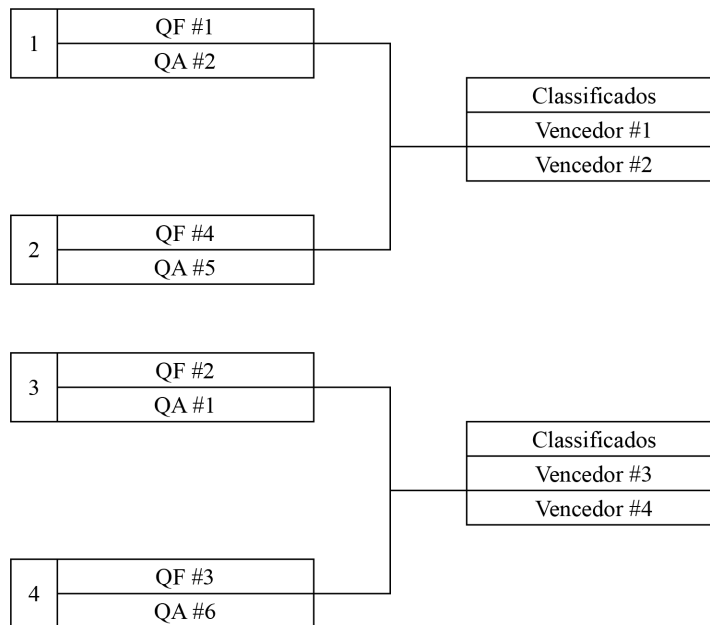 1
QF #1
QA #2
Classificados
Vencedor #1
Vencedor #2
2
QF #4
QA #5
3
QF #2
QA #1
Classificados
Vencedor #3
Vencedor #4
4
QF #3
QA #6